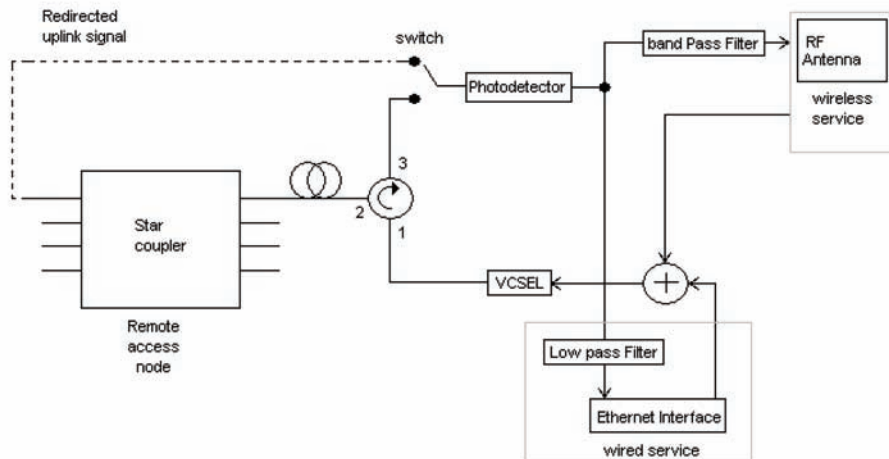 Redirected
uplink signal
switch
band Pass Filter
RF
Antenna
wireless
service
Photodetector
3
2
1
Star
coupler
VCSEL
Remote
access
node
Low pass Filter
Ethernet Interface
wired service